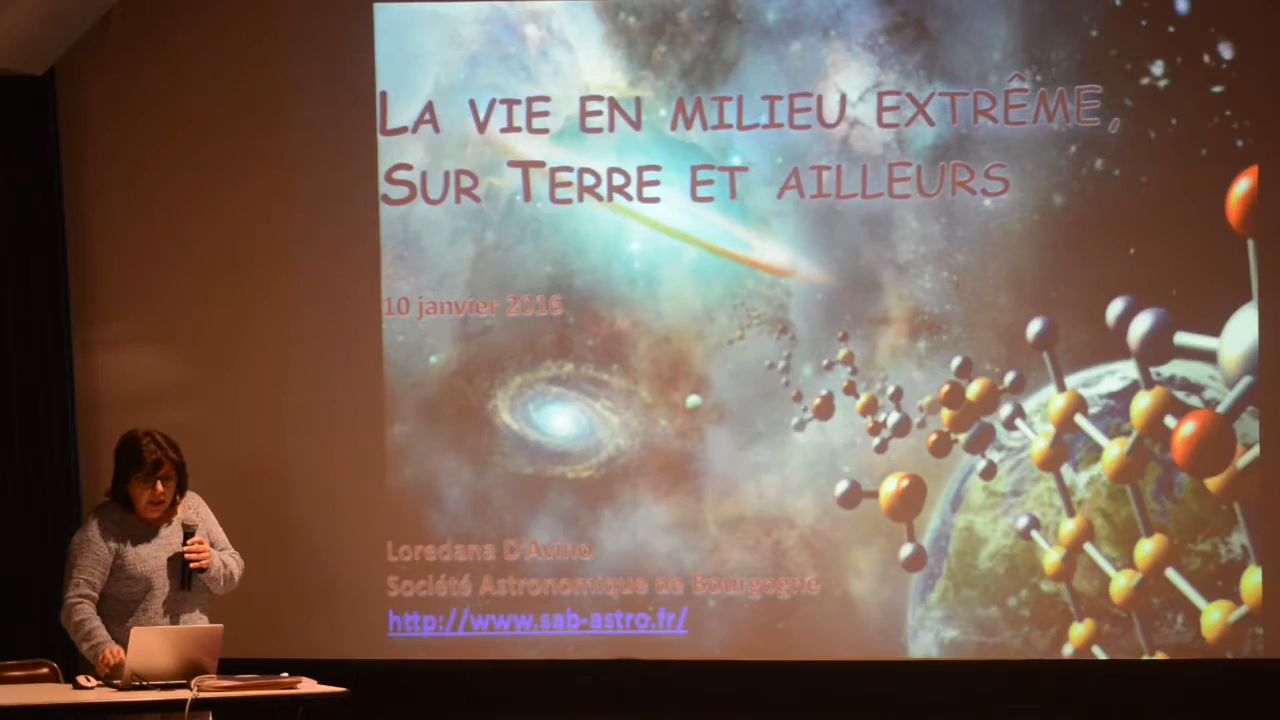 LA VIE EN MILIEU EXTRÊME,
SUR TERRE ET AILLEURS
10 janvier 2016
Loredana D'Avino
Société Astronomique de Bourgogne
http://www.sab-astro.fr/